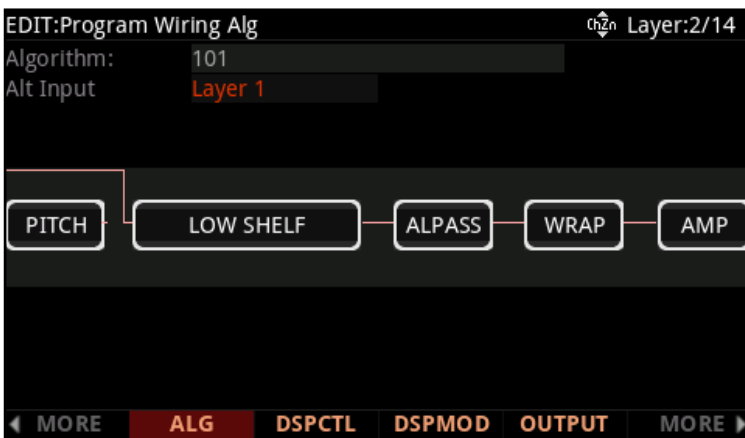 EDIT:Program Wiring Alg ChZn Layer:2/14
Algorithm: 101
Alt Input Layer 1
PITCH LOW SHELF ALPASS WRAP AMP
MORE ALG DSPCTL DSPMOD OUTPUT MORE